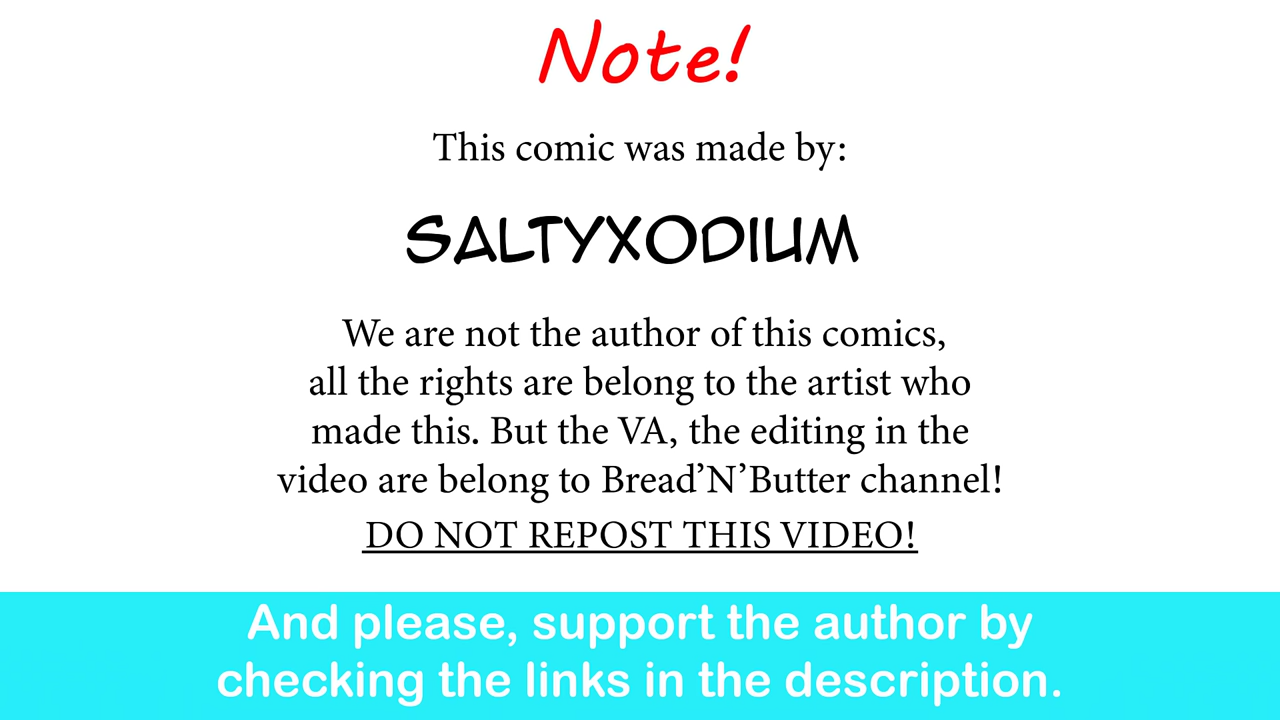 Note!
This comic was made by:
SALTYXODIUM
We are not the author of this comics,
all the rights are belong to the artist who
made this. But the VA, the editing in the
video are belong to Bread’N’Butter channel!
DO NOT REPOST THIS VIDEO!
And please, support the author by
checking the links in the description.